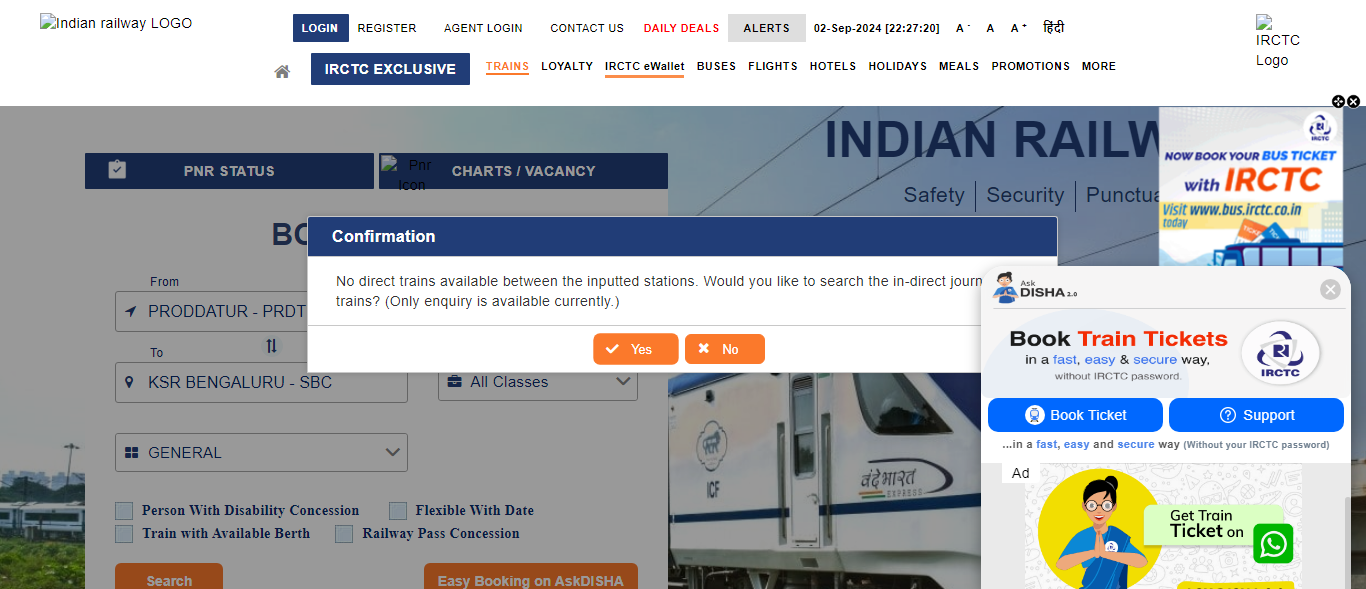 Indian railway LOGO
LOGIN REGISTER AGENT LOGIN CONTACT US DAILY DEALS ALERTS 02-Sep-2024 [22:27:20] A - A A + हिंदी
IRCTC Logo
IRCTC EXCLUSIVE TRAINS LOYALTY IRCTC eWallet BUSES FLIGHTS HOTELS HOLIDAYS MEALS PROMOTIONS MORE
INDIAN RAILW
Safety | Security | Punctua
PNR STATUS
Pnr Icon
CHARTS / VACANCY
IRCTC
NOW BOOK YOUR BUS TICKET
with IRCTC
Visit www.bus.irctc.co.in
today
BO
Confirmation
No direct trains available between the inputted stations. Would you like to search the in-direct journ
trains? (Only enquiry is available currently.)
Yes
No
From
PRODDATUR - PRDT
To
KSR BENGALURU - SBC
All Classes
GENERAL
Person With Disability Concession
Flexible With Date
Train with Available Berth
Railway Pass Concession
Search
Easy Booking on AskDISHA
ICF
वंदे भारत
EXPRESS
Ask
DISHA 2.0
Book Train Tickets
in a fast, easy & secure way,
without IRCTC password.
IRCTC
Book Ticket
Support
...in a fast, easy and secure way (Without your IRCTC password)
Ad
Get Train
Ticket on